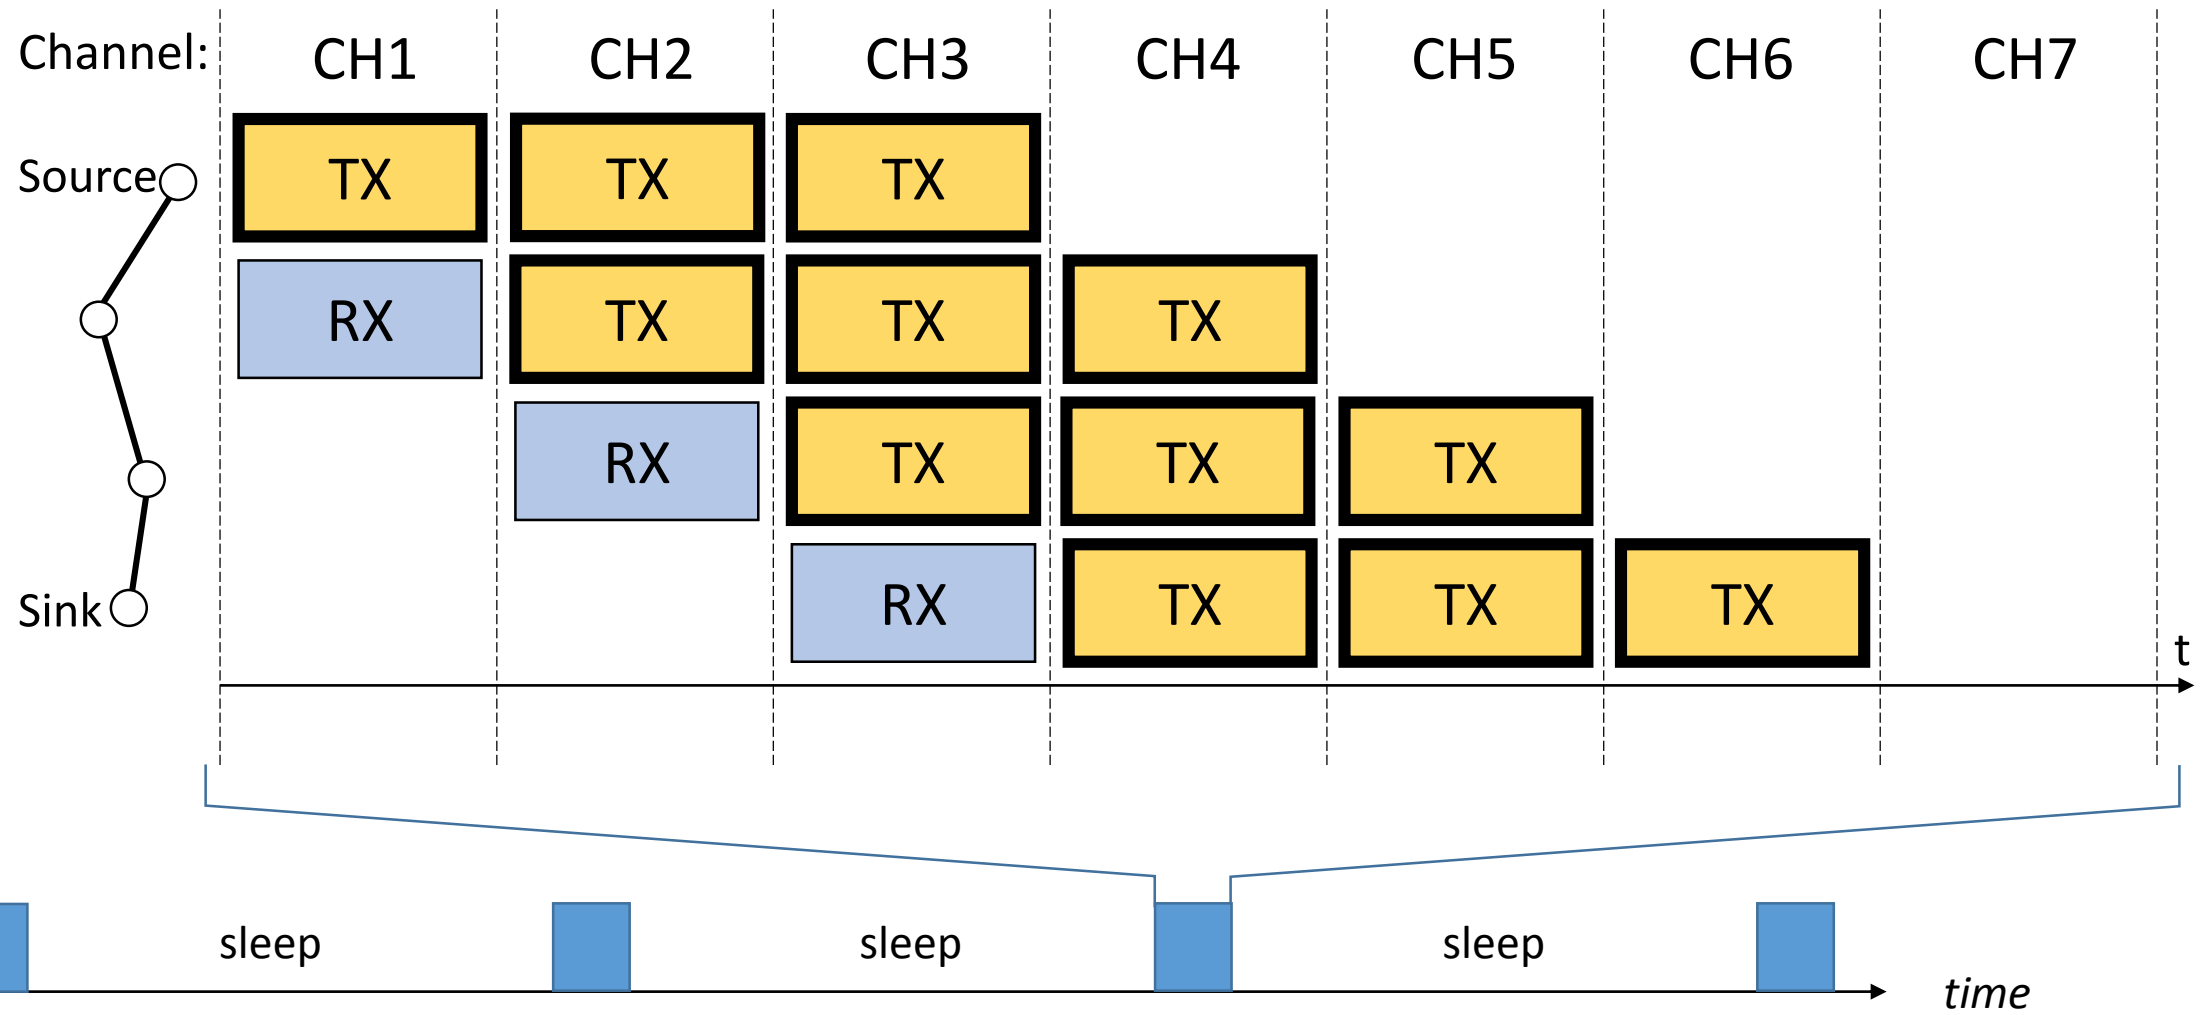 Channel: CH1 CH2 CH3 CH4 CH5 CH6 CH7
Source TX TX TX
RX TX TX TX
RX TX TX TX
Sink RX TX TX TX
t
sleep sleep sleep
time